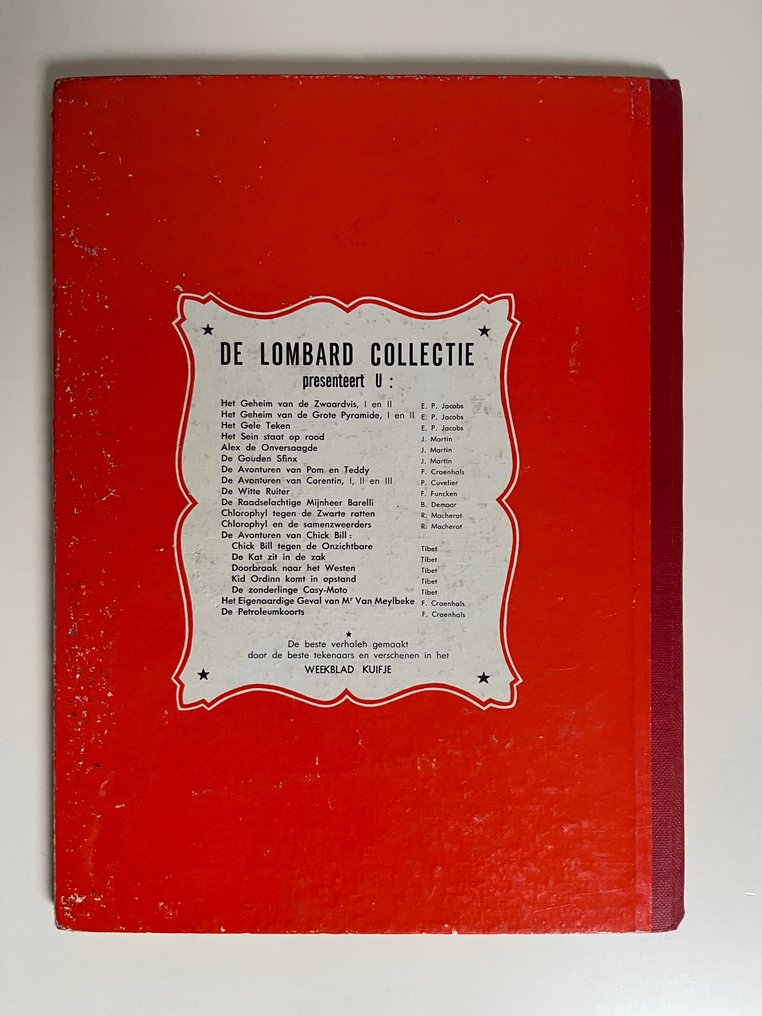 DE LOMBARD COLLECTIE
presenteert U :
Het Geheim van de Zwaardvis, I en II E. P. Jacobs
Het Geheim van de Grote Pyramide, I en II E. P. Jacobs
Het Gele Teken E. P. Jacobs
Het Sein staat op rood J. Martin
Alex de Onversaagde J. Martin
De Gouden Sfinx J. Martin
De Avonturen van Pom en Teddy F. Craenhals
De Avonturen van Corentin, I, II en III P. Cuvelier
De Witte Ruiter F. Funcken
De Raadselachtige Mijnheer Barelli B. Demoor
Chlorophyl tegen de Zwarte ratten R. Macherot
Chlorophyl en de samenzweerders R. Macherot
De Avonturen van Chick Bill :
Chick Bill tegen de Onzichtbare Tibet
De Kat zit in de zak Tibet
Doorbraak naar het Westen Tibet
Kid Ordinn komt in opstand Tibet
De zonderlinge Casy-Moto Tibet
Het Eigenaardige Geval van Mr Van Meylbeke F. Craenhals
De Petroleumkoorts F. Craenhals
De beste verhalen gemaakt
door de beste tekenaars en verschenen in het
WEEKBLAD KUIFJE